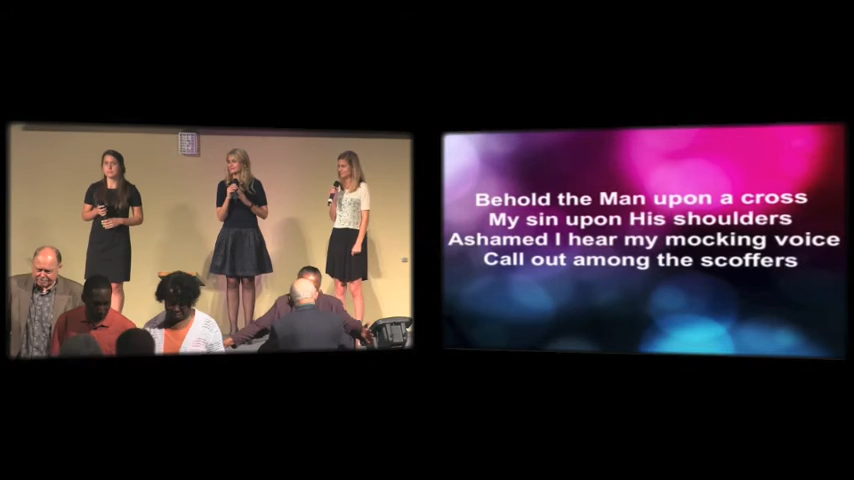 Behold the Man upon a cross
My sin upon His shoulders
Ashamed I hear my mocking voice
Call out among the scoffers